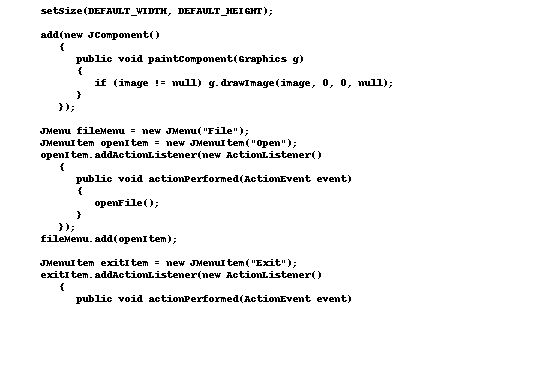 setSize(DEFAULT_WIDTH, DEFAULT_HEIGHT);
add(new JComponent()
{
public void paintComponent(Graphics g)
{
if (image != null) g.drawImage(image, 0, 0, null);
}
});
JMenu fileMenu = new JMenu("File");
JMenuItem openItem = new JMenuItem("Open");
openItem.addActionListener(new ActionListener()
{
public void actionPerformed(ActionEvent event)
{
openFile();
}
});
fileMenu.add(openItem);
JMenuItem exitItem = new JMenuItem("Exit");
exitItem.addActionListener(new ActionListener()
{
public void actionPerformed(ActionEvent event)